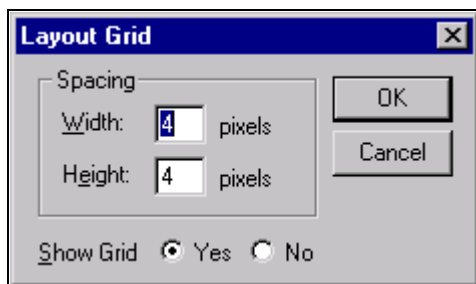 Layout Grid
Spacing
Width: 4 pixels
Height: 4 pixels
OK
Cancel
Show Grid Yes No